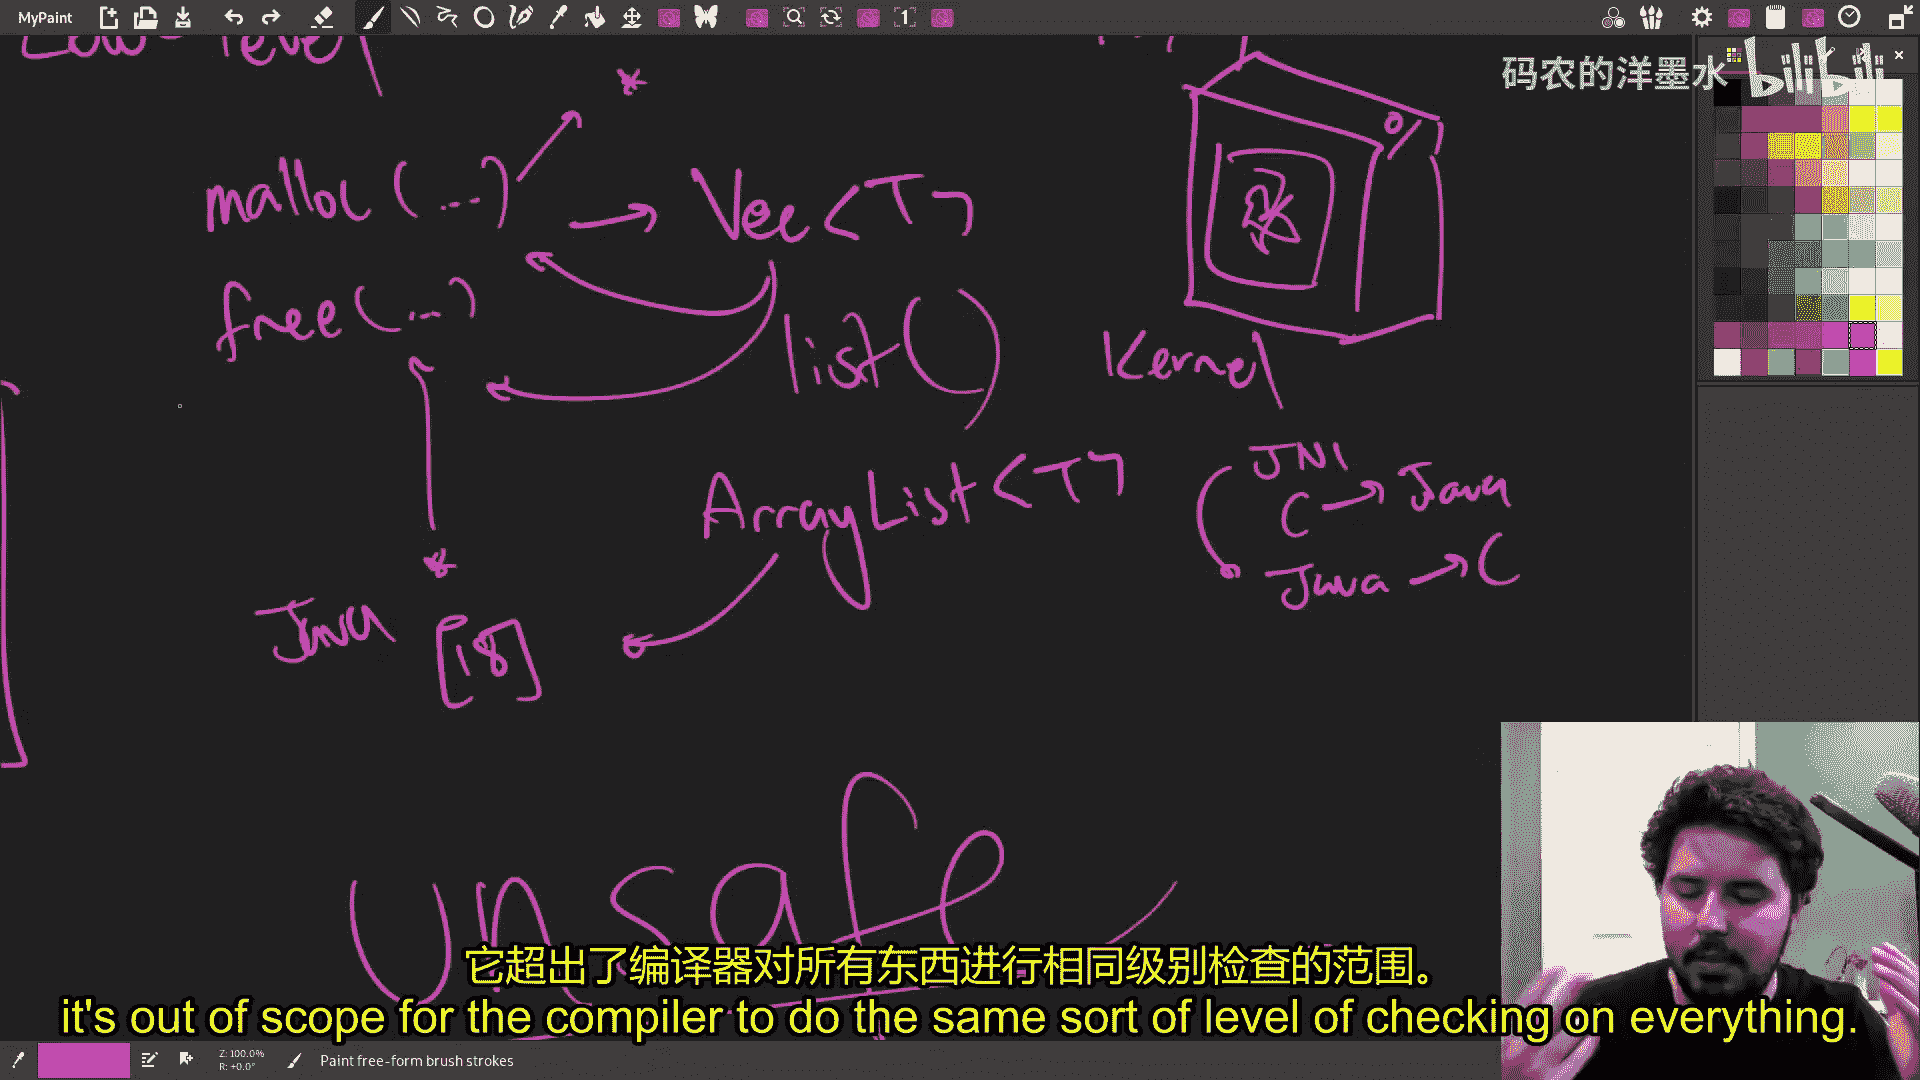 MyPaint
Low-level
码农的洋墨水 bilibili
*
malloc(...) → Vec<T>
free(...)
list()
Kernel
ArrayList<T>
JNI
C → Java
Java → C
*
Java [18]
unsafe
它超出了编译器对所有东西进行相同级别检查的范围。
it's out of scope for the compiler to do the same sort of level of checking on everything.
Z: 100.0%
R: +0.0°
Paint free-form brush strokes